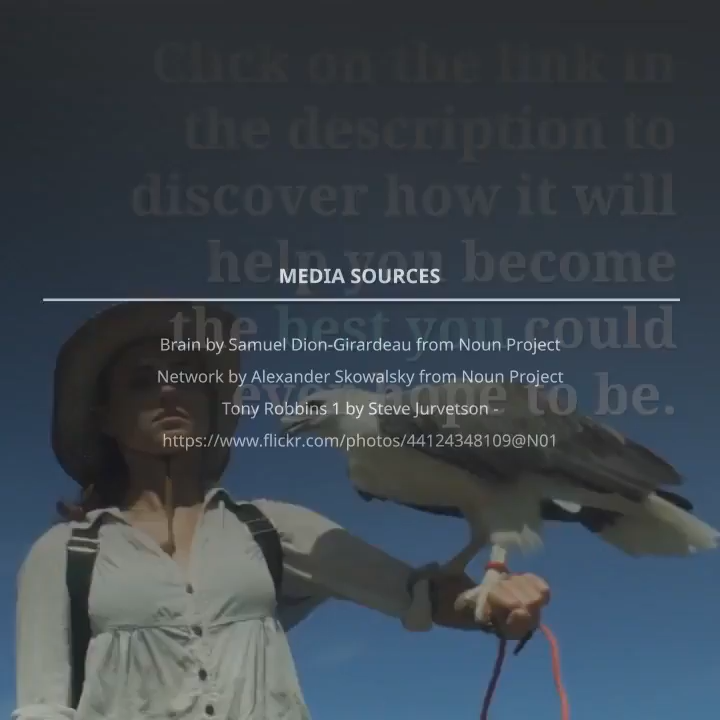 Click on the link in
the description to
discover how it will
help you become
the best you could
ever hope to be.
MEDIA SOURCES
Brain by Samuel Dion-Girardeau from Noun Project
Network by Alexander Skowalsky from Noun Project
Tony Robbins 1 by Steve Jurvetson -
https://www.flickr.com/photos/44124348109@N01